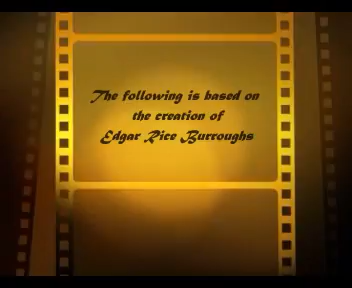 The following is based on
the creation of
Edgar Rice Burroughs